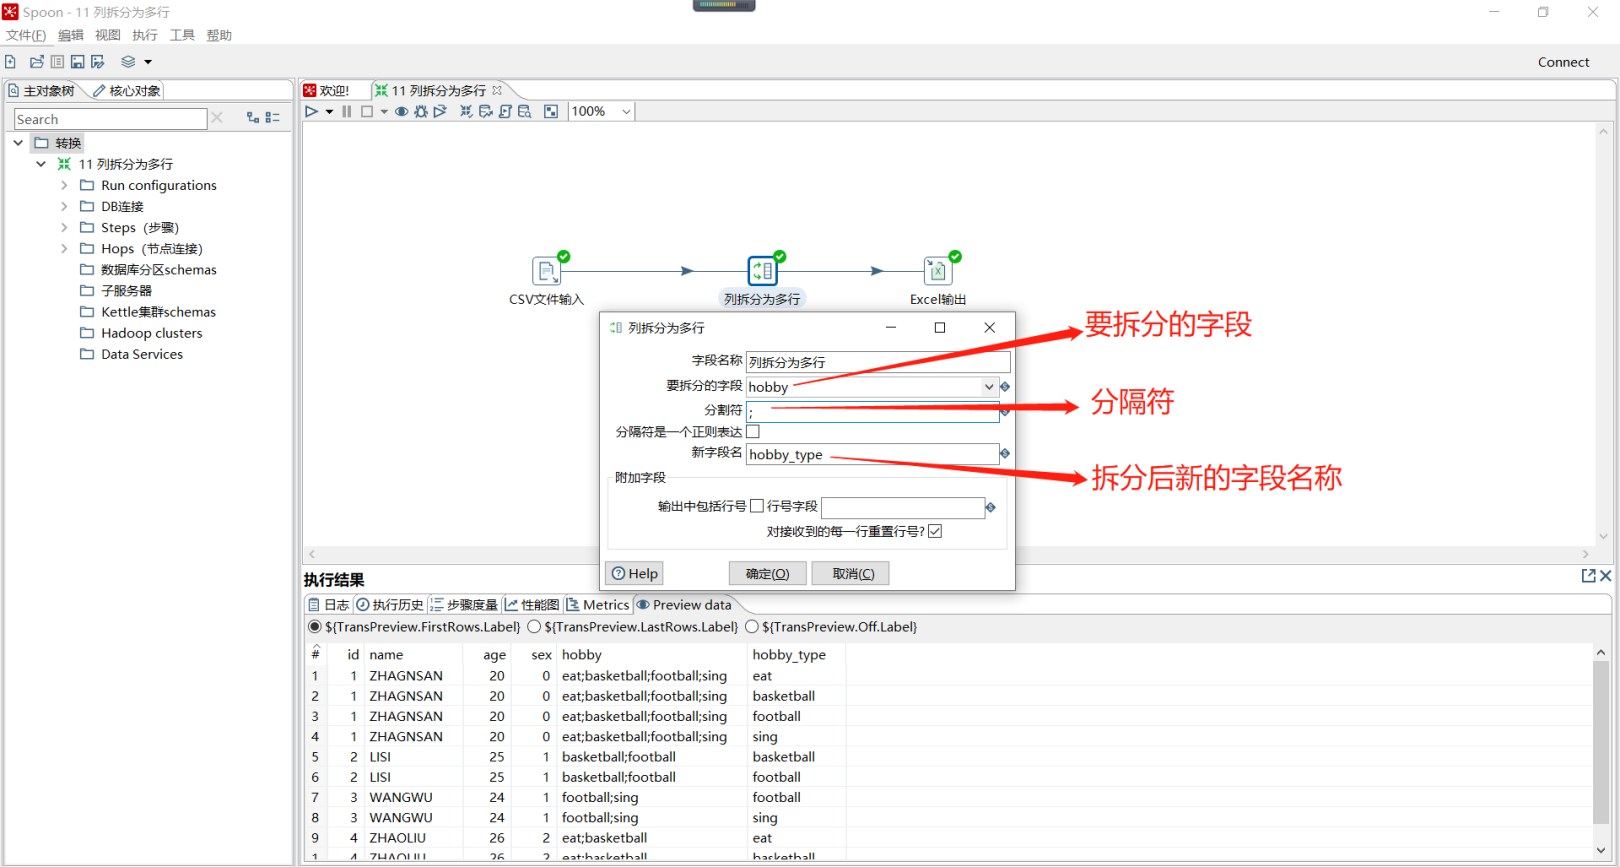 Spoon - 11 列拆分为多行
文件(F) 编辑 视图 执行 工具 帮助
Connect
主对象树 核心对象
Search
转换
11 列拆分为多行
Run configurations
DB连接
Steps（步骤）
Hops（节点连接）
数据库分区schemas
子服务器
Kettle集群schemas
Hadoop clusters
Data Services
欢迎! 11 列拆分为多行
100%
CSV文件输入 列拆分为多行 Excel输出
列拆分为多行
字段名称 列拆分为多行
要拆分的字段 hobby
分割符 ;
分隔符是一个正则表达
新字段名 hobby_type
附加字段
输出中包括行号 行号字段
对接收到的每一行重置行号?
Help 确定(O) 取消(C)
要拆分的字段
分隔符
拆分后新的字段名称
执行结果
日志 执行历史 步骤度量 性能图 Metrics Preview data
${TransPreview.FirstRows.Label} ${TransPreview.LastRows.Label} ${TransPreview.Off.Label}
# id name age sex hobby hobby_type
1 1 ZHAGNSAN 20 0 eat;basketball;football;sing eat
2 1 ZHAGNSAN 20 0 eat;basketball;football;sing basketball
3 1 ZHAGNSAN 20 0 eat;basketball;football;sing football
4 1 ZHAGNSAN 20 0 eat;basketball;football;sing sing
5 2 LISI 25 1 basketball;football basketball
6 2 LISI 25 1 basketball;football football
7 3 WANGWU 24 1 football;sing football
8 3 WANGWU 24 1 football;sing sing
9 4 ZHAOLIU 26 2 eat;basketball eat
1 4 ZHAOLIU 26 2 eat;basketball basketball